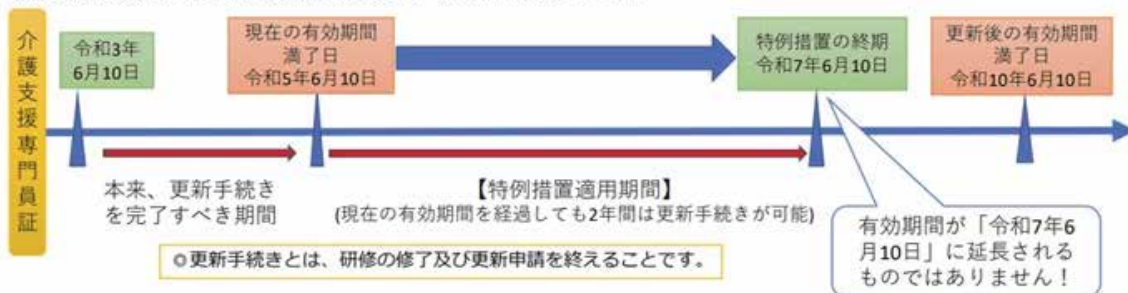 介護支援専門員証
令和3年
6月10日
現在の有効期間
満了日
令和5年6月10日
特例措置の終期
令和7年6月10日
更新後の有効期間
満了日
令和10年6月10日
本来、更新手続き
を完了すべき期間
【特例措置適用期間】
(現在の有効期間を経過しても2年間は更新手続きが可能)
有効期間が「令和7年6
月10日」に延長される
ものではありません！
◎更新手続きとは、研修の修了及び更新申請を終えることです。